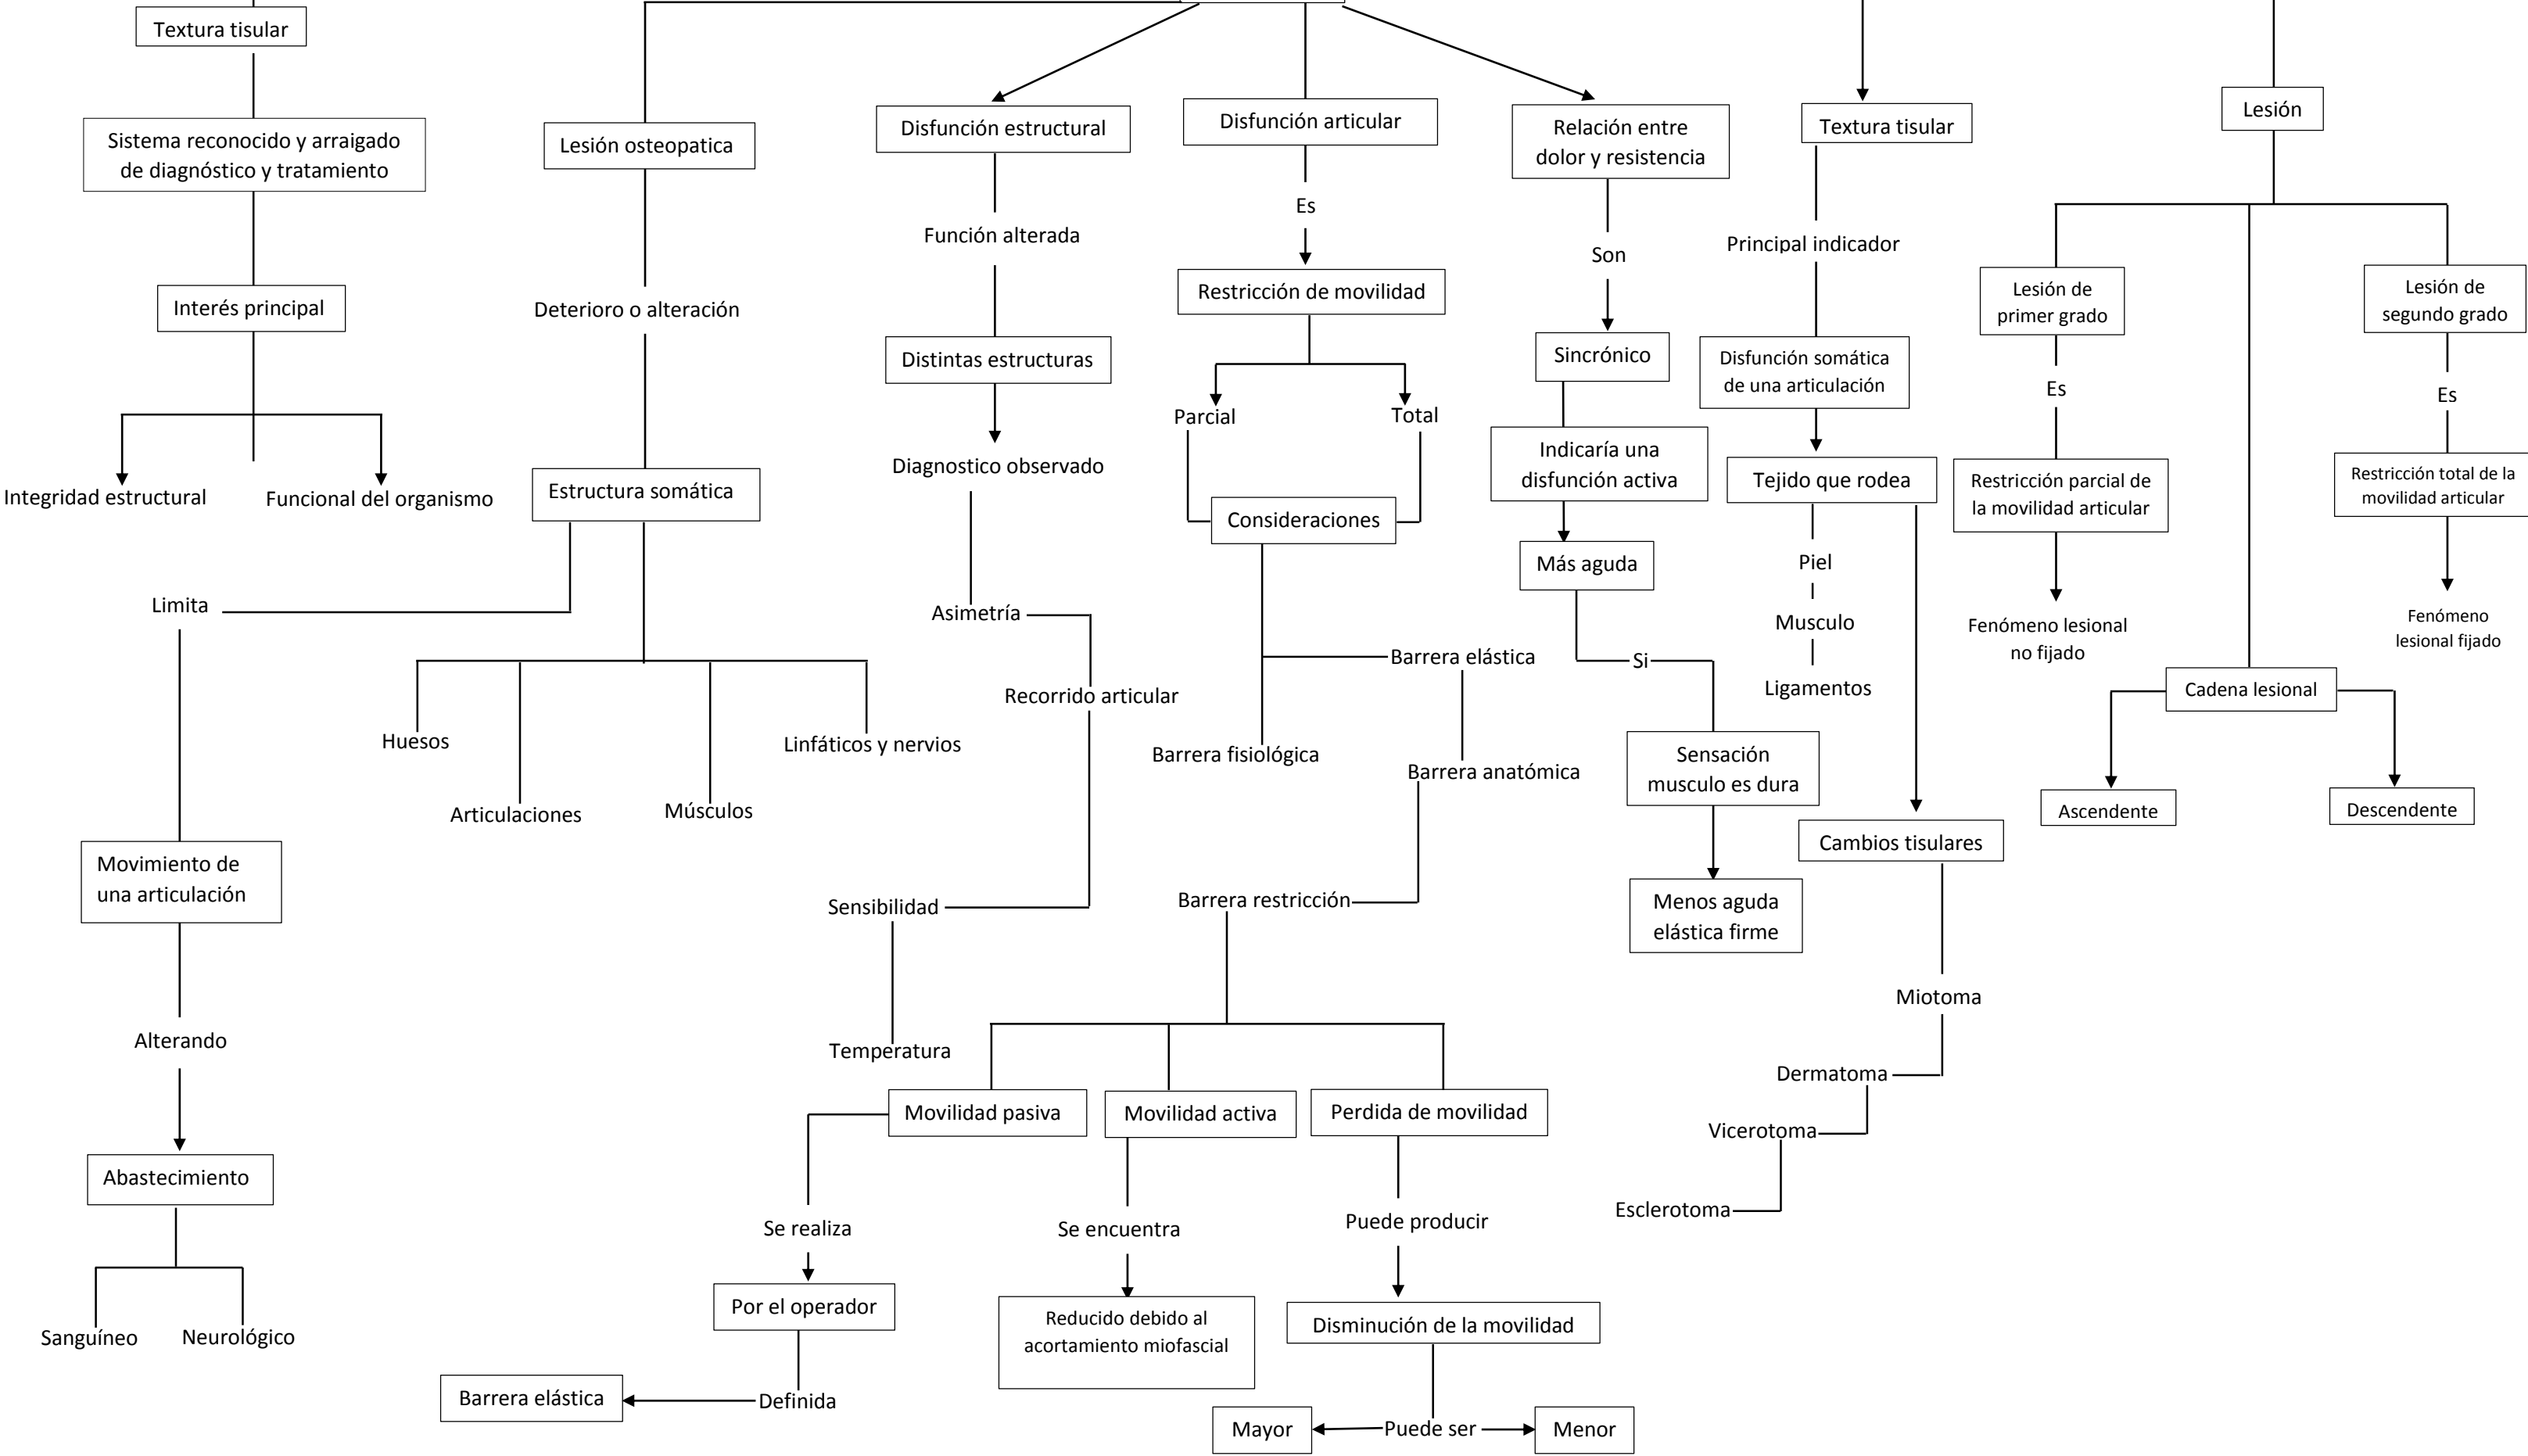 Textura tisular
Sistema reconocido y arraigado
de diagnóstico y tratamiento
Interés principal
Integridad estructural
Funcional del organismo
Lesión osteopatica
Deterioro o alteración
Estructura somática
Limita
Movimiento de
una articulación
Alterando
Abastecimiento
Sanguíneo
Neurológico
Huesos
Articulaciones
Músculos
Linfáticos y nervios
Disfunción estructural
Función alterada
Distintas estructuras
Diagnostico observado
Asimetría
Recorrido articular
Sensibilidad
Temperatura
Disfunción articular
Es
Restricción de movilidad
Parcial
Total
Consideraciones
Barrera elástica
Barrera fisiológica
Barrera anatómica
Barrera restricción
Movilidad pasiva
Se realiza
Por el operador
Definida
Barrera elástica
Movilidad activa
Se encuentra
Reducido debido al
acortamiento miofascial
Perdida de movilidad
Puede producir
Disminución de la movilidad
Mayor
Puede ser
Menor
Relación entre
dolor y resistencia
Son
Sincrónico
Indicaría una
disfunción activa
Más aguda
Si
Sensación
musculo es dura
Menos aguda
elástica firme
Textura tisular
Principal indicador
Disfunción somática
de una articulación
Tejido que rodea
Piel
Musculo
Ligamentos
Cambios tisulares
Miotoma
Dermatoma
Vicerotoma
Esclerotoma
Lesión
Lesión de
primer grado
Es
Restricción parcial de
la movilidad articular
Fenómeno lesional
no fijado
Lesión de
segundo grado
Es
Restricción total de la
movilidad articular
Fenómeno
lesional fijado
Cadena lesional
Ascendente
Descendente